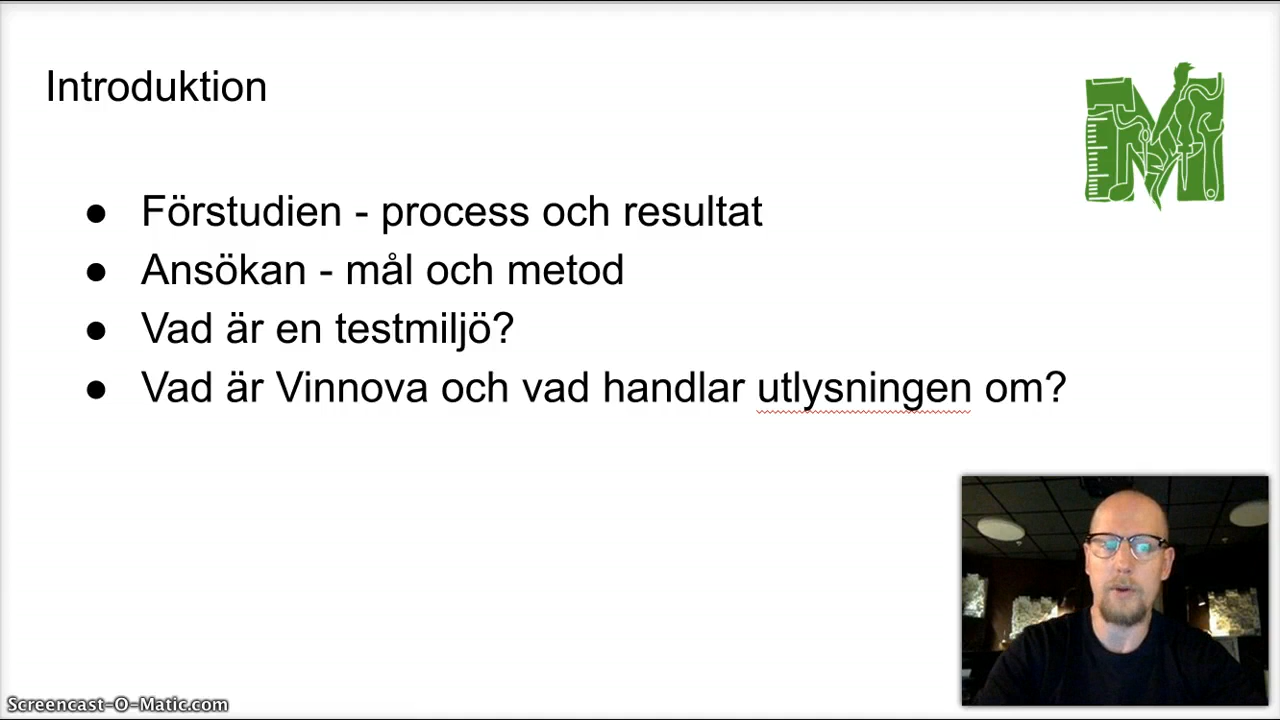 Introduktion
● Förstudien - process och resultat
● Ansökan - mål och metod
● Vad är en testmiljö?
● Vad är Vinnova och vad handlar utlysningen om?
Screencast-O-Matic.com